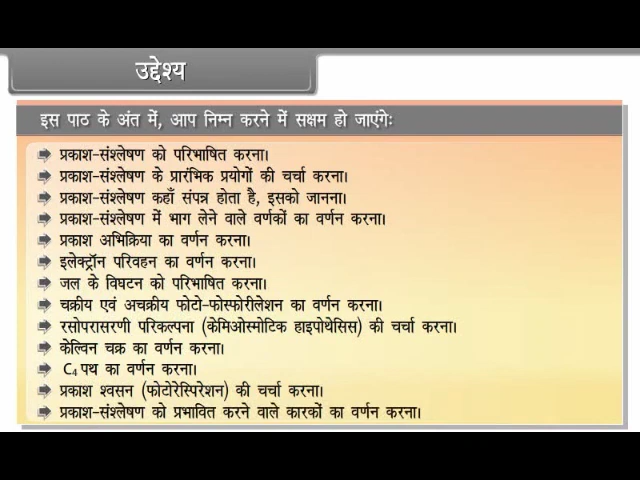 उद्देश्य
इस पाठ के अंत में, आप निम्न करने में सक्षम हो जाएंगे:
प्रकाश-संश्लेषण को परिभाषित करना।
प्रकाश-संश्लेषण के प्रारंभिक प्रयोगों की चर्चा करना।
प्रकाश-संश्लेषण कहाँ संपन्न होता है, इसको जानना।
प्रकाश-संश्लेषण में भाग लेने वाले वर्णकों का वर्णन करना।
प्रकाश अभिक्रिया का वर्णन करना।
इलेक्ट्रॉन परिवहन का वर्णन करना।
जल के विघटन को परिभाषित करना।
चक्रीय एवं अचक्रीय फोटो-फोस्फोरीलेशन का वर्णन करना।
रसोपरासरणी परिकल्पना (केमिओस्मोटिक हाइपोथेसिस) की चर्चा करना।
केल्विन चक्र का वर्णन करना।
C₄ पथ का वर्णन करना।
प्रकाश श्वसन (फोटोरेस्पिरेशन) की चर्चा करना।
प्रकाश-संश्लेषण को प्रभावित करने वाले कारकों का वर्णन करना।